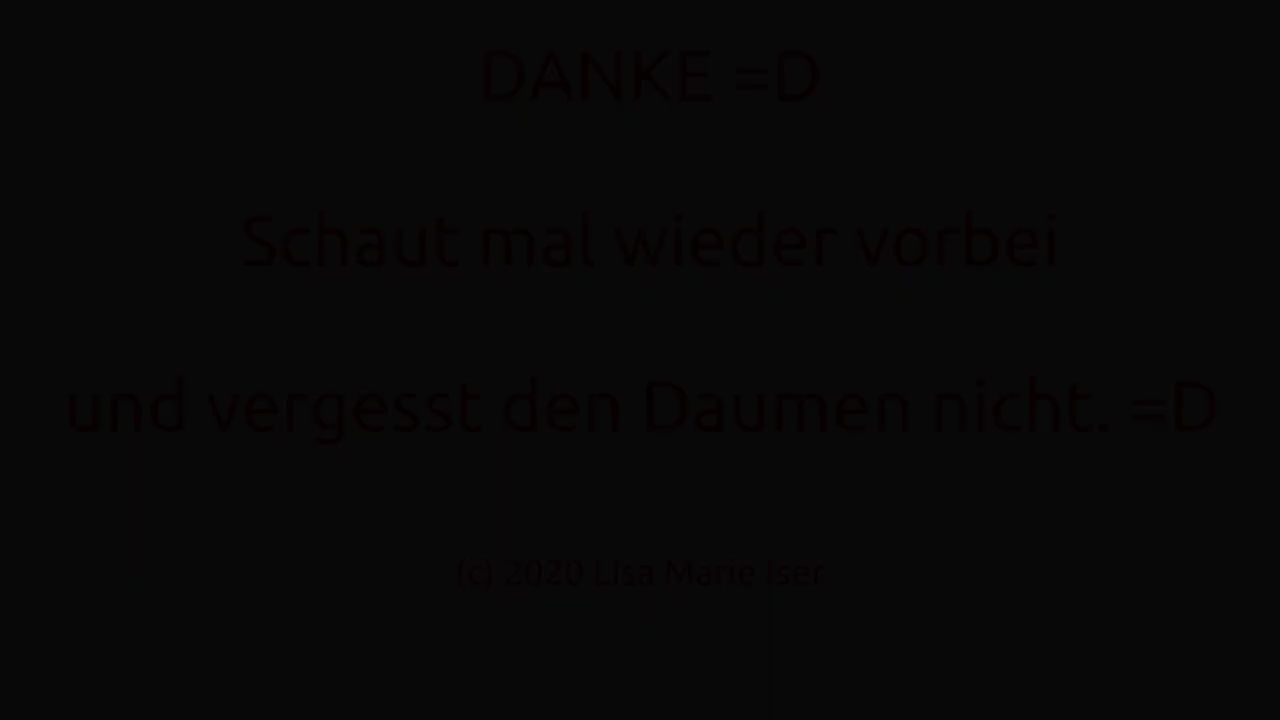 DANKE =D
Schaut mal wieder vorbei
und vergesst den Daumen nicht. =D
(c) 2020 Lisa Marie Iser